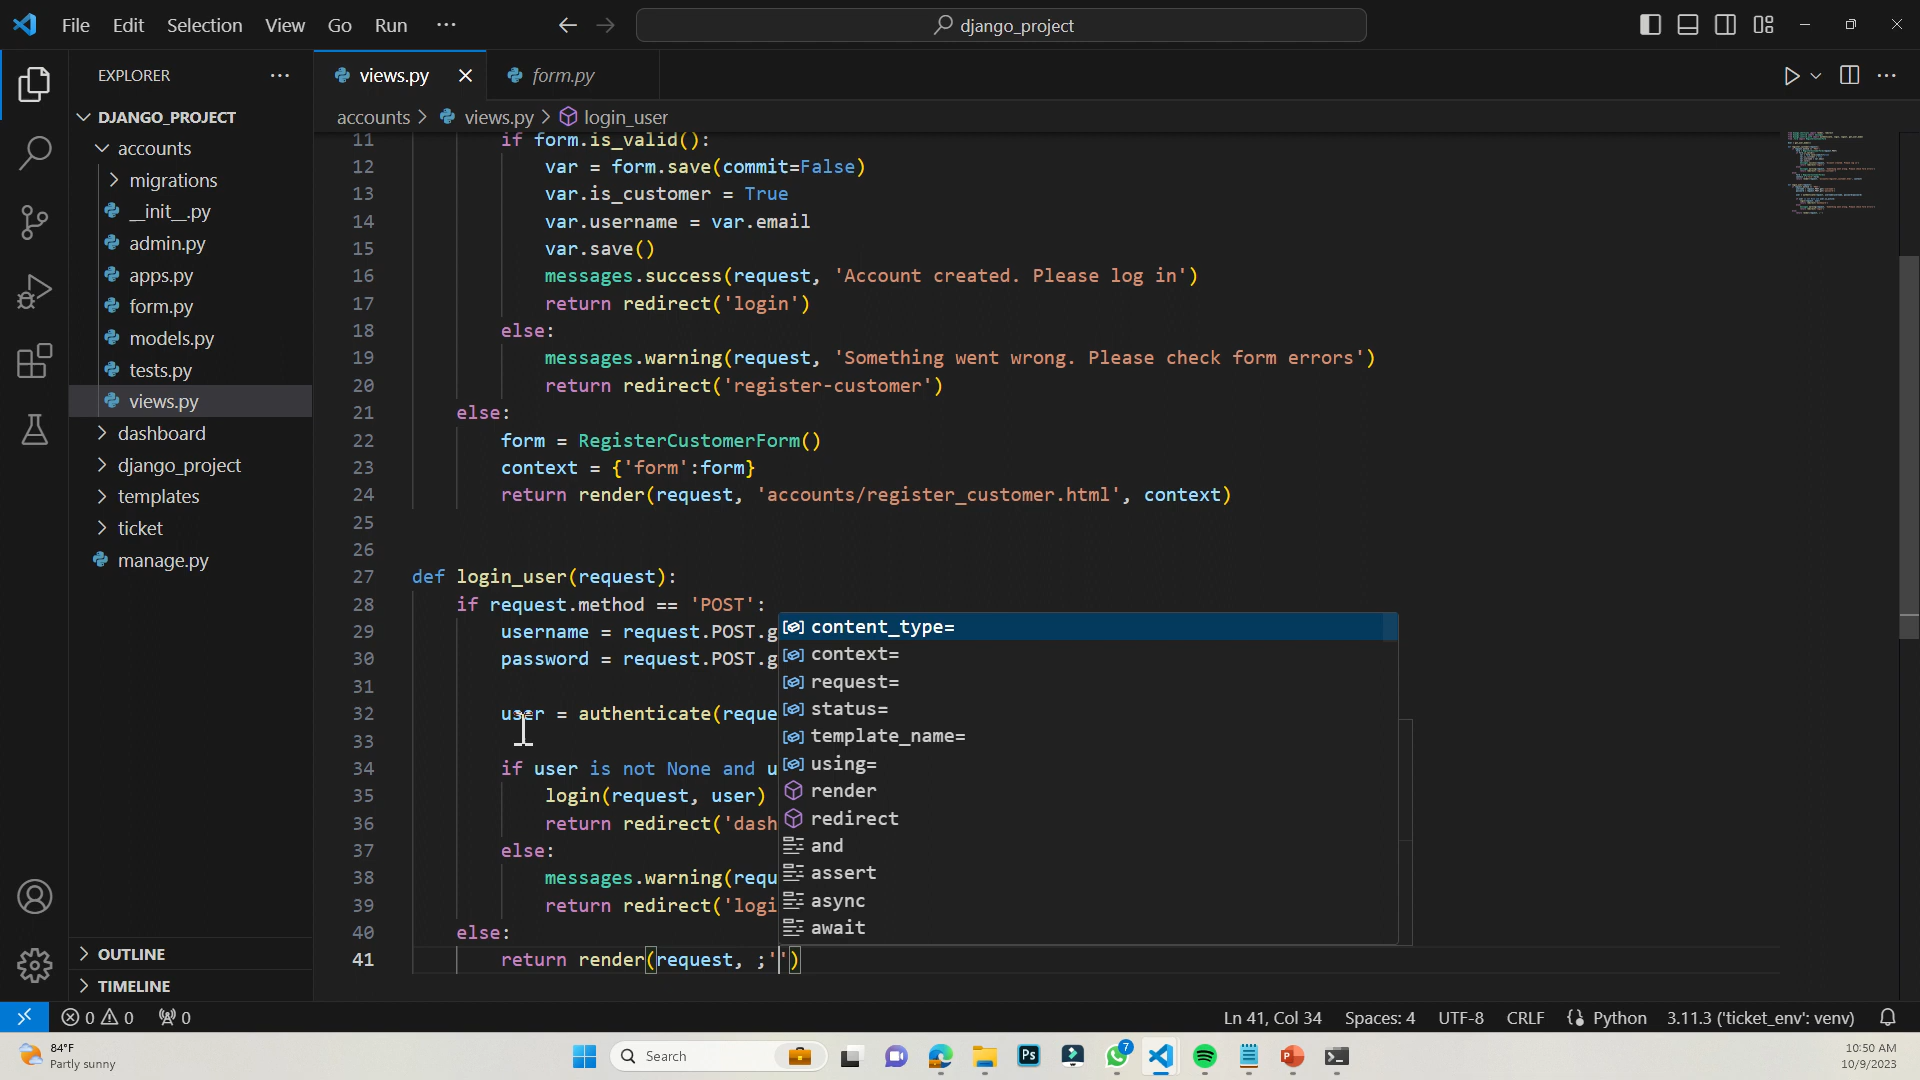 File Edit Selection View Go Run ··· django_project
EXPLORER ···
DJANGO_PROJECT
accounts
migrations
__init__.py
admin.py
apps.py
form.py
models.py
tests.py
views.py
dashboard
django_project
templates
ticket
manage.py
OUTLINE
TIMELINE
views.py form.py
accounts > views.py > login_user
11 if form.is_valid():
12 var = form.save(commit=False)
13 var.is_customer = True
14 var.username = var.email
15 var.save()
16 messages.success(request, 'Account created. Please log in')
17 return redirect('login')
18 else:
19 messages.warning(request, 'Something went wrong. Please check form errors')
20 return redirect('register-customer')
21 else:
22 form = RegisterCustomerForm()
23 context = {'form':form}
24 return render(request, 'accounts/register_customer.html', context)
25
26
27 def login_user(request):
28 if request.method == 'POST':
29 username = request.POST.g
30 password = request.POST.g
31
32 user = authenticate(reque
33
34 if user is not None and u
35 login(request, user)
36 return redirect('dash
37 else:
38 messages.warning(requ
39 return redirect('logi
40 else:
41 return render(request, ;'')
content_type=
context=
request=
status=
template_name=
using=
render
redirect
and
assert
async
await
0 0 0 Ln 41, Col 34 Spaces: 4 UTF-8 CRLF Python 3.11.3 ('ticket_env': venv)
84°F
Partly sunny
Search
Ps
7
10:50 AM
10/9/2023